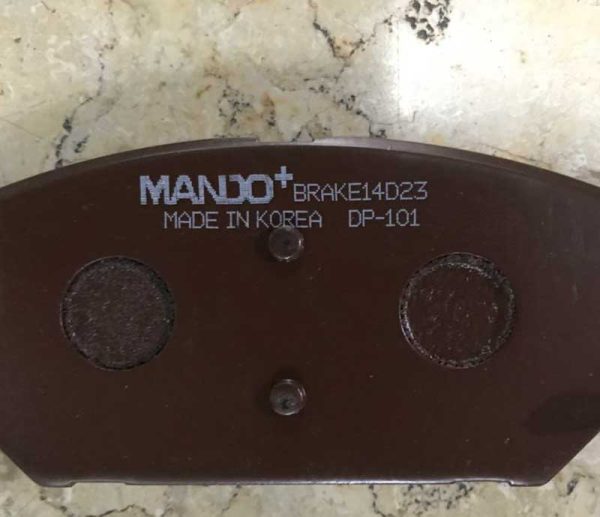 MANDO+ BRAKE14D23
MADE IN KOREA DP-101